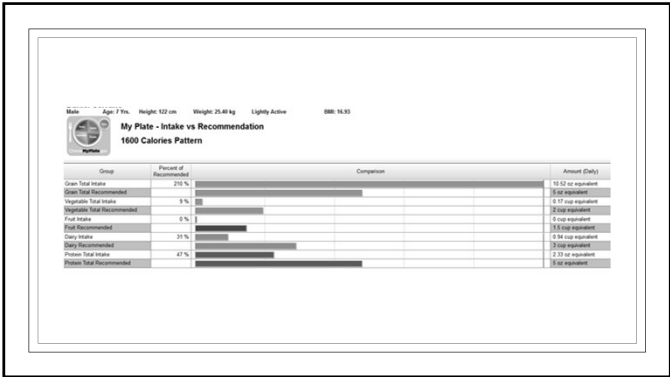 Male Age: 7 Yrs. Height: 122 cm Weight: 25.40 kg Lightly Active BMI: 16.93
My Plate - Intake vs Recommendation
1600 Calories Pattern
MyPlate
Group Percent of Recommended Comparison Amount (Daily)
Grain Total Intake 210 % 10.52 oz equivalent
Grain Total Recommended 5 oz equivalent
Vegetable Total Intake 9 % 0.17 cup equivalent
Vegetable Total Recommended 2 cup equivalent
Fruit Intake 0 % 0 cup equivalent
Fruit Recommended 1.5 cup equivalent
Dairy Intake 31 % 0.94 cup equivalent
Dairy Recommended 3 cup equivalent
Protein Total Intake 47 % 2.33 oz equivalent
Protein Total Recommended 5 oz equivalent